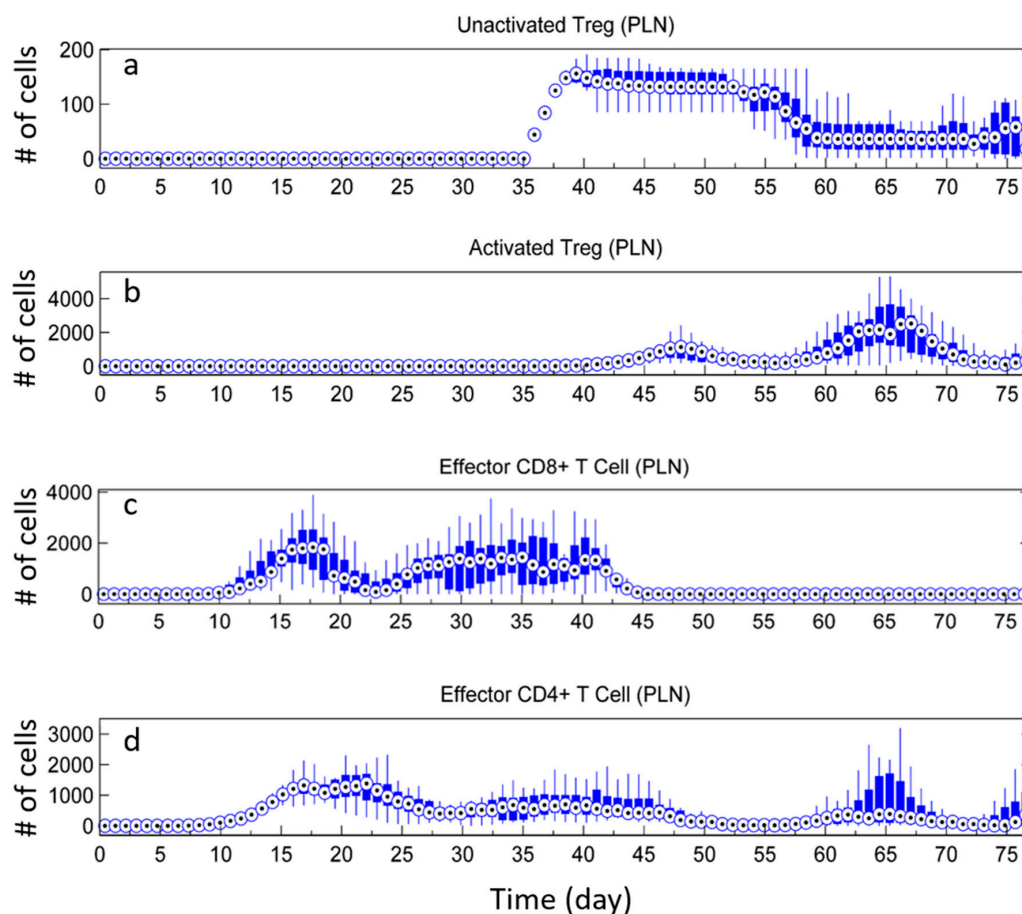 Unactivated Treg (PLN)
a
# of cells
200
100
0
0 5 10 15 20 25 30 35 40 45 50 55 60 65 70 75
Activated Treg (PLN)
b
# of cells
4000
2000
0
0 5 10 15 20 25 30 35 40 45 50 55 60 65 70 75
Effector CD8+ T Cell (PLN)
c
# of cells
4000
2000
0
0 5 10 15 20 25 30 35 40 45 50 55 60 65 70 75
Effector CD4+ T Cell (PLN)
d
# of cells
3000
2000
1000
0
0 5 10 15 20 25 30 35 40 45 50 55 60 65 70 75
Time (day)